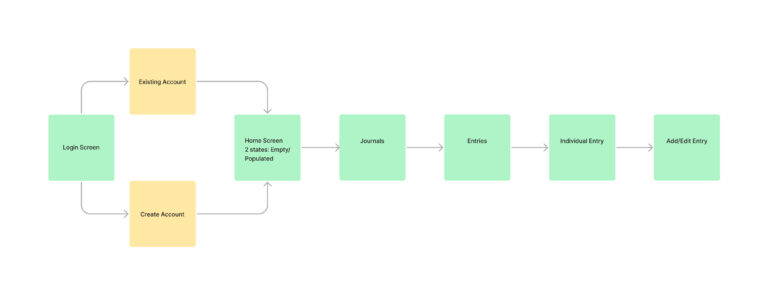 Existing Account
Login Screen
Create Account
Home Screen
2 states: Empty/
Populated
Journals
Entries
Individual Entry
Add/Edit Entry